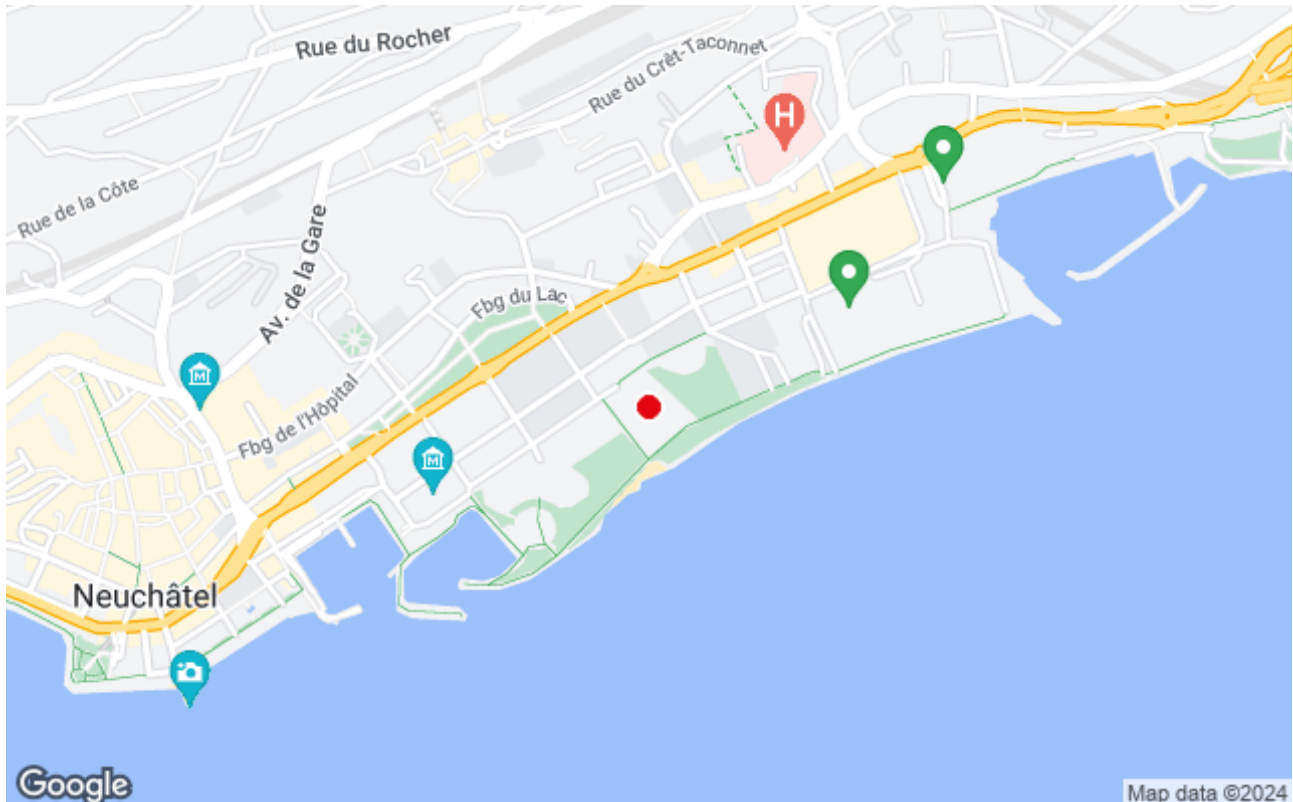 Rue du Rocher
Rue du Crêt-Taconnet
H
Rue de la Côte
Av. de la Gare
Fbg du Lac
M
Fbg de l'Hôpital
M
Neuchâtel
Google
Map data ©2024